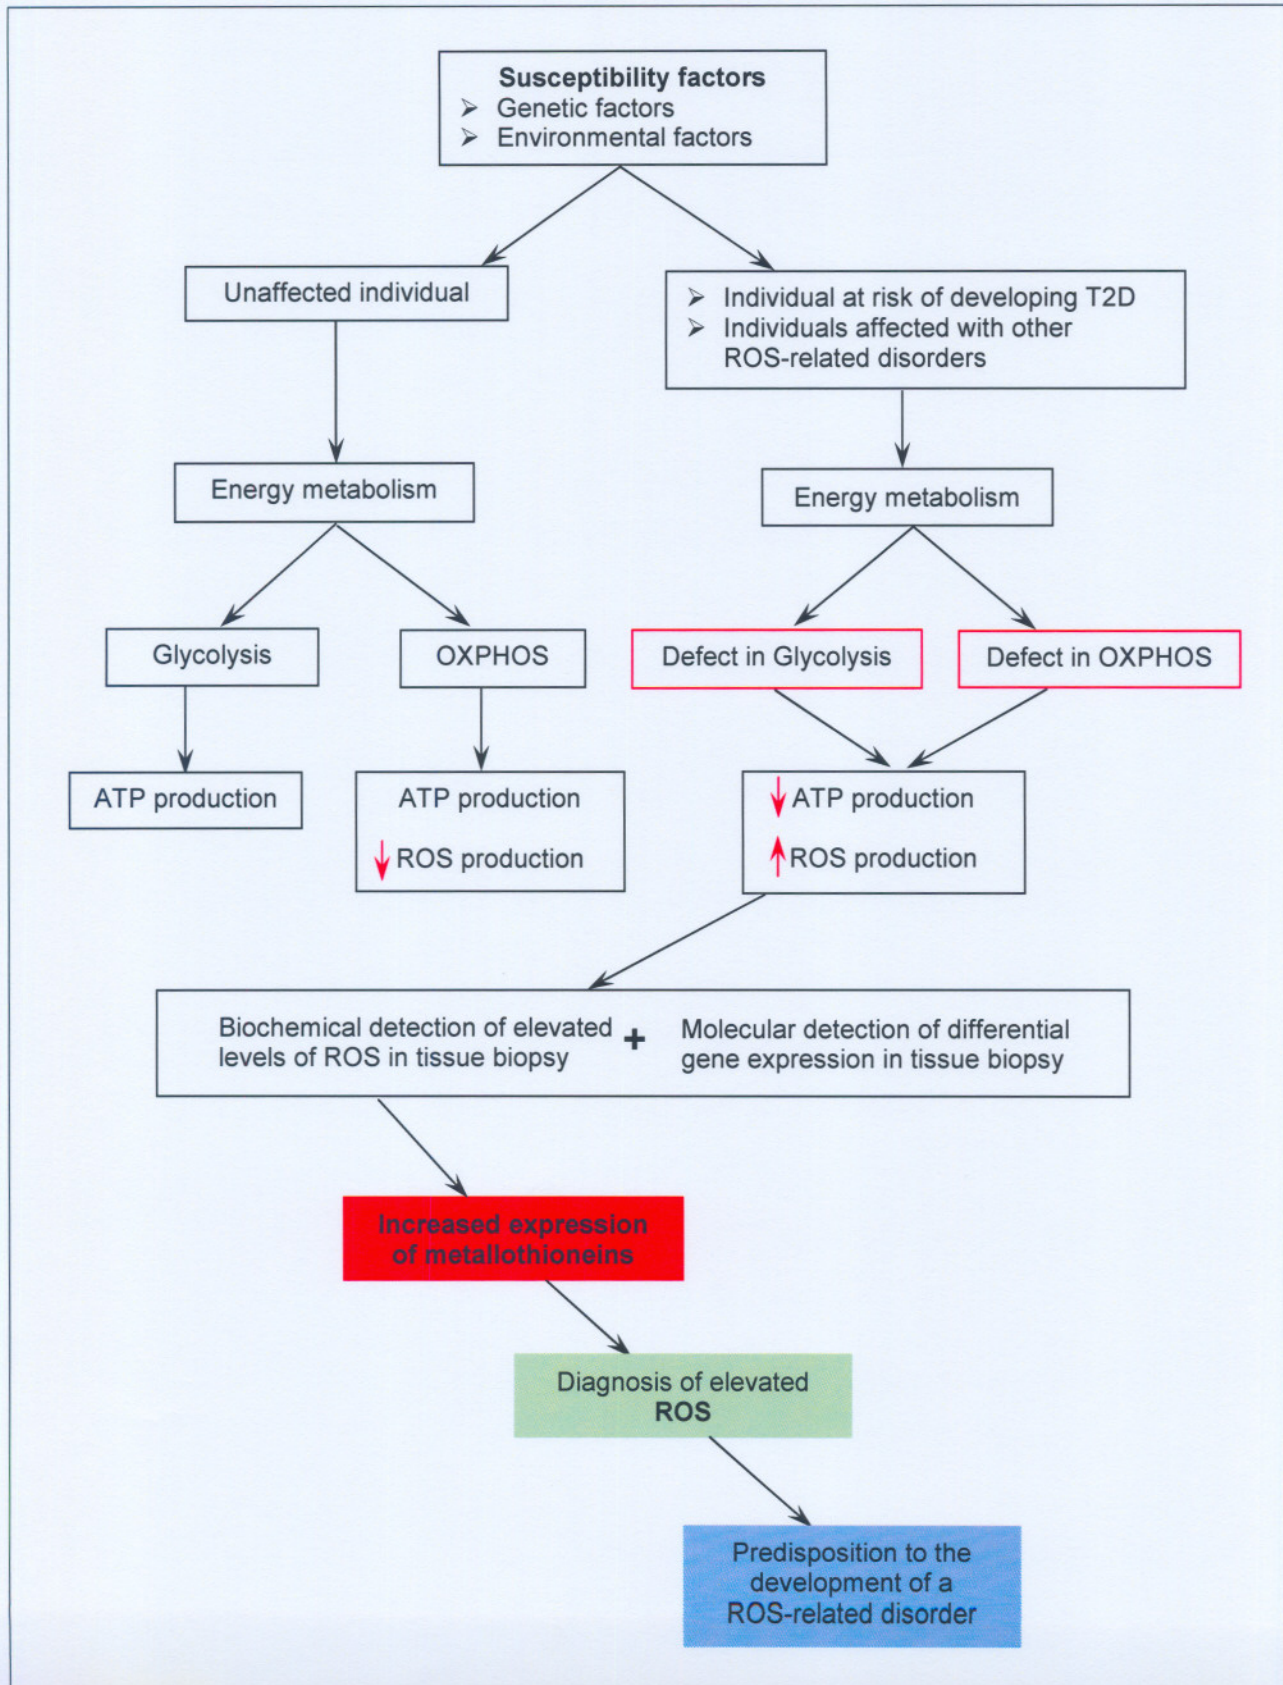 Susceptibility factors
➢ Genetic factors
➢ Environmental factors
Unaffected individual
➢ Individual at risk of developing T2D
➢ Individuals affected with other
ROS-related disorders
Energy metabolism
Energy metabolism
Glycolysis
OXPHOS
Defect in Glycolysis
Defect in OXPHOS
ATP production
ATP production
↓ ROS production
↓ ATP production
↑ ROS production
Biochemical detection of elevated
levels of ROS in tissue biopsy
+
Molecular detection of differential
gene expression in tissue biopsy
Increased expression
of metallothioneins
Diagnosis of elevated
ROS
Predisposition to the
development of a
ROS-related disorder